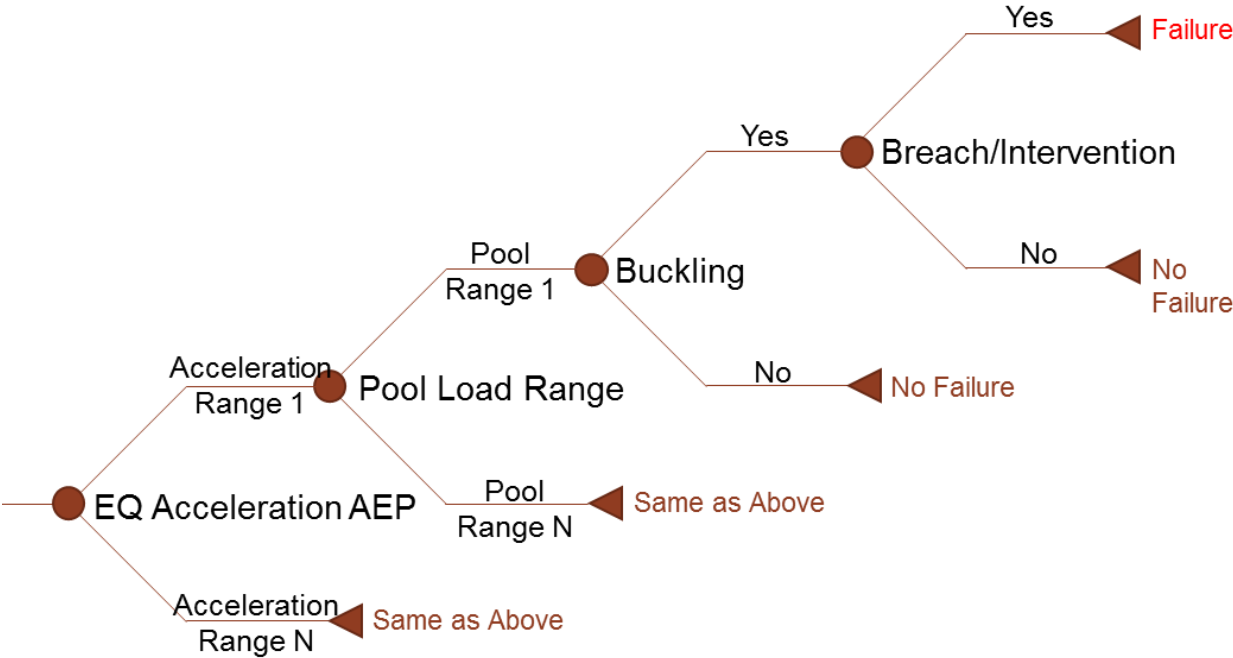 Yes
Failure
Yes
Breach/Intervention
No
No
Failure
Pool
Range 1
Buckling
No
No Failure
Acceleration
Range 1
Pool Load Range
Pool
Range N
Same as Above
EQ Acceleration AEP
Acceleration
Range N
Same as Above